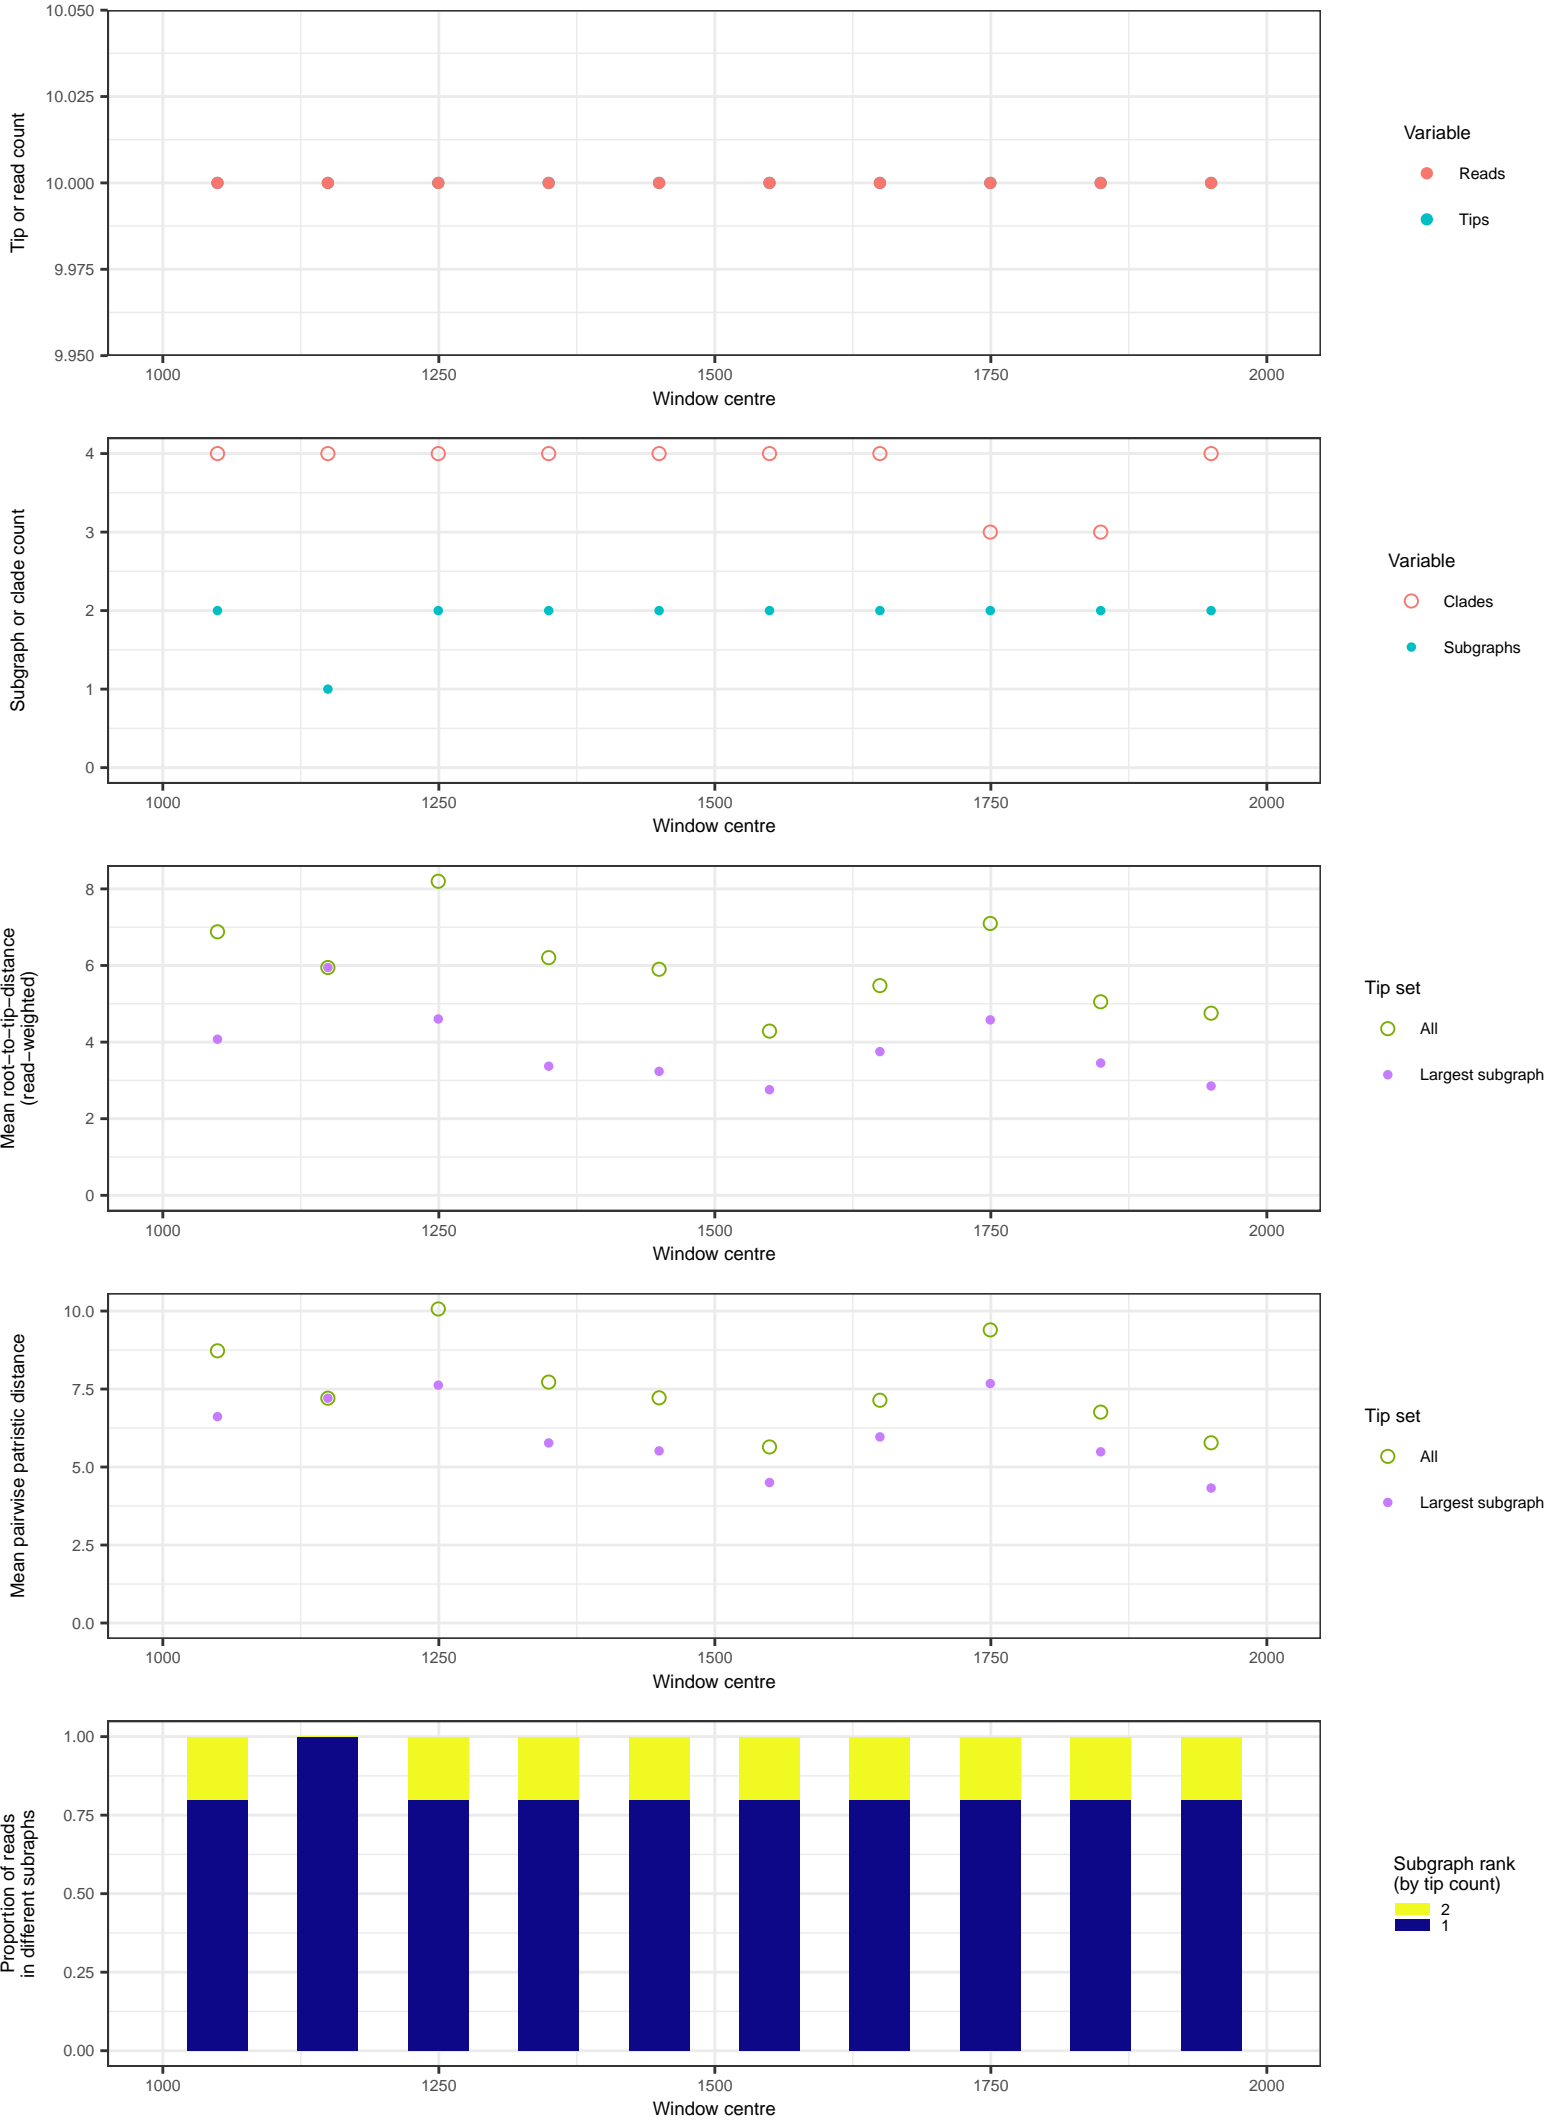 10.050
10.025
10.000
9.975
9.950
Tip or read count
1000 1250 1500 1750 2000
Window centre
Variable
Reads
Tips
4
3
2
1
0
Subgraph or clade count
1000 1250 1500 1750 2000
Window centre
Variable
Clades
Subgraphs
8
6
4
2
0
Mean root−to−tip−distance
(read−weighted)
1000 1250 1500 1750 2000
Window centre
Tip set
All
Largest subgraph
10.0
7.5
5.0
2.5
0.0
Mean pairwise patristic distance
1000 1250 1500 1750 2000
Window centre
Tip set
All
Largest subgraph
1.00
0.75
0.50
0.25
0.00
Proportion of reads
in different subraphs
1000 1250 1500 1750 2000
Window centre
Subgraph rank
(by tip count)
2
1